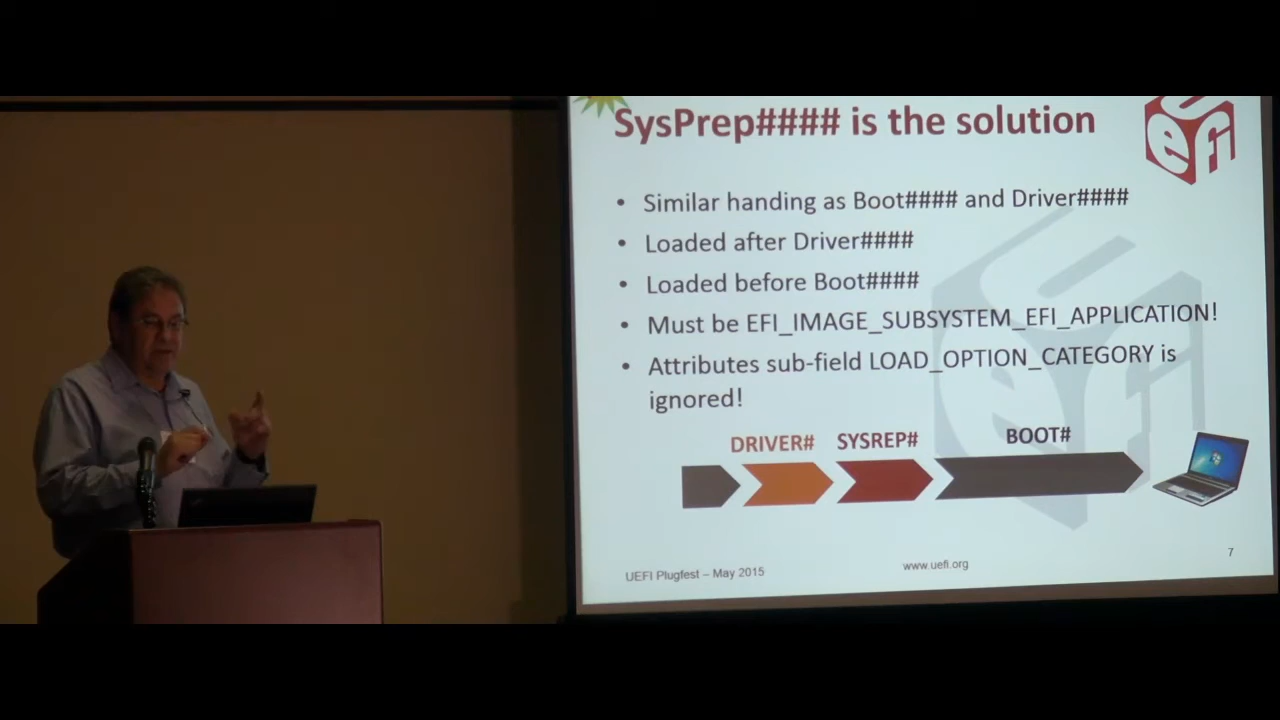 SysPrep#### is the solution
uefi
• Similar handing as Boot#### and Driver####
• Loaded after Driver####
• Loaded before Boot####
• Must be EFI_IMAGE_SUBSYSTEM_EFI_APPLICATION!
• Attributes sub-field LOAD_OPTION_CATEGORY is
ignored!
DRIVER# SYSREP# BOOT#
UEFI Plugfest – May 2015 www.uefi.org 7